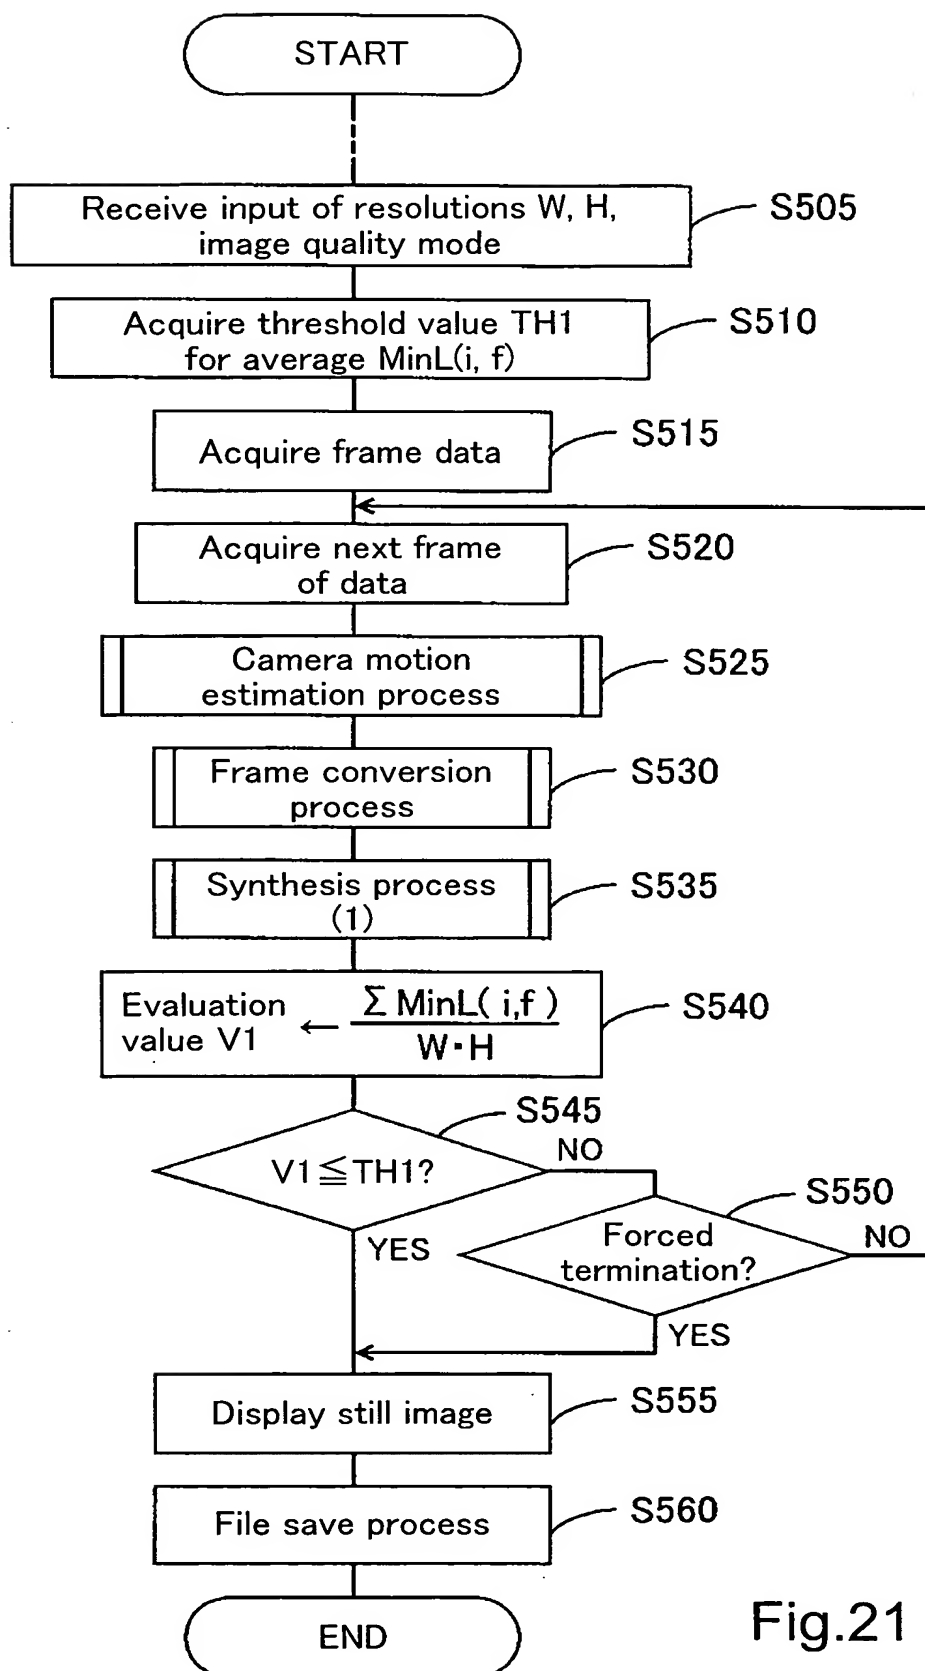 START
Receive input of resolutions W, H,
image quality mode
S505
Acquire threshold value TH1
for average MinL(i, f)
S510
Acquire frame data
S515
Acquire next frame
of data
S520
Camera motion
estimation process
S525
Frame conversion
process
S530
Synthesis process
(1)
S535
Evaluation
value V1 ← Σ MinL( i,f )
W・H
S540
V1≦TH1?
S545
NO
YES
Forced
termination?
S550
NO
YES
Display still image
S555
File save process
S560
END
Fig.21